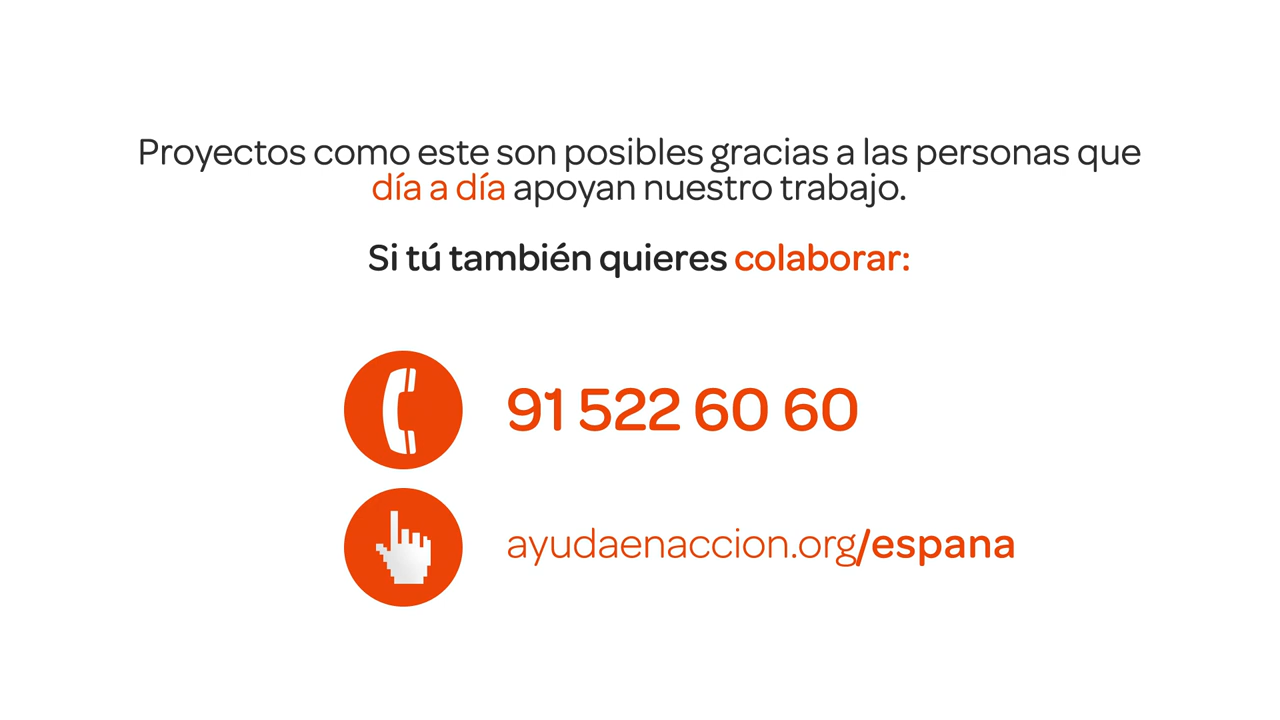 Proyectos como este son posibles gracias a las personas que
día a día apoyan nuestro trabajo.
Si tú también quieres colaborar:
91 522 60 60
ayudaenaccion.org/espana